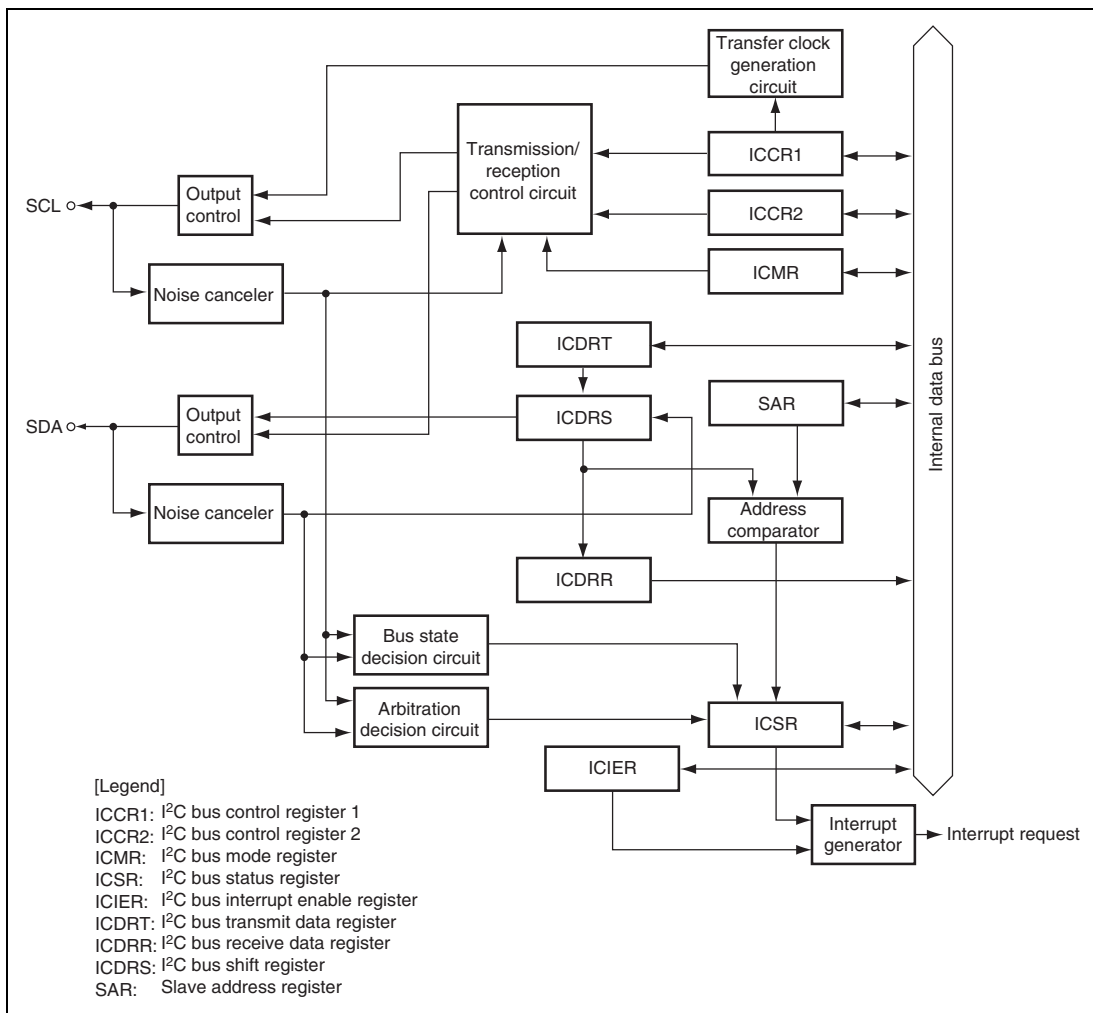 Transfer clock
generation
circuit
Transmission/
reception
control circuit
ICCR1
SCL
Output
control
ICCR2
ICMR
Noise canceler
ICDRT
Internal data bus
SDA
Output
control
ICDRS
SAR
Noise canceler
Address
comparator
ICDRR
Bus state
decision circuit
Arbitration
decision circuit
ICSR
ICIER
Interrupt
generator
Interrupt request
[Legend]
ICCR1: I²C bus control register 1
ICCR2: I²C bus control register 2
ICMR: I²C bus mode register
ICSR: I²C bus status register
ICIER: I²C bus interrupt enable register
ICDRT: I²C bus transmit data register
ICDRR: I²C bus receive data register
ICDRS: I²C bus shift register
SAR: Slave address register